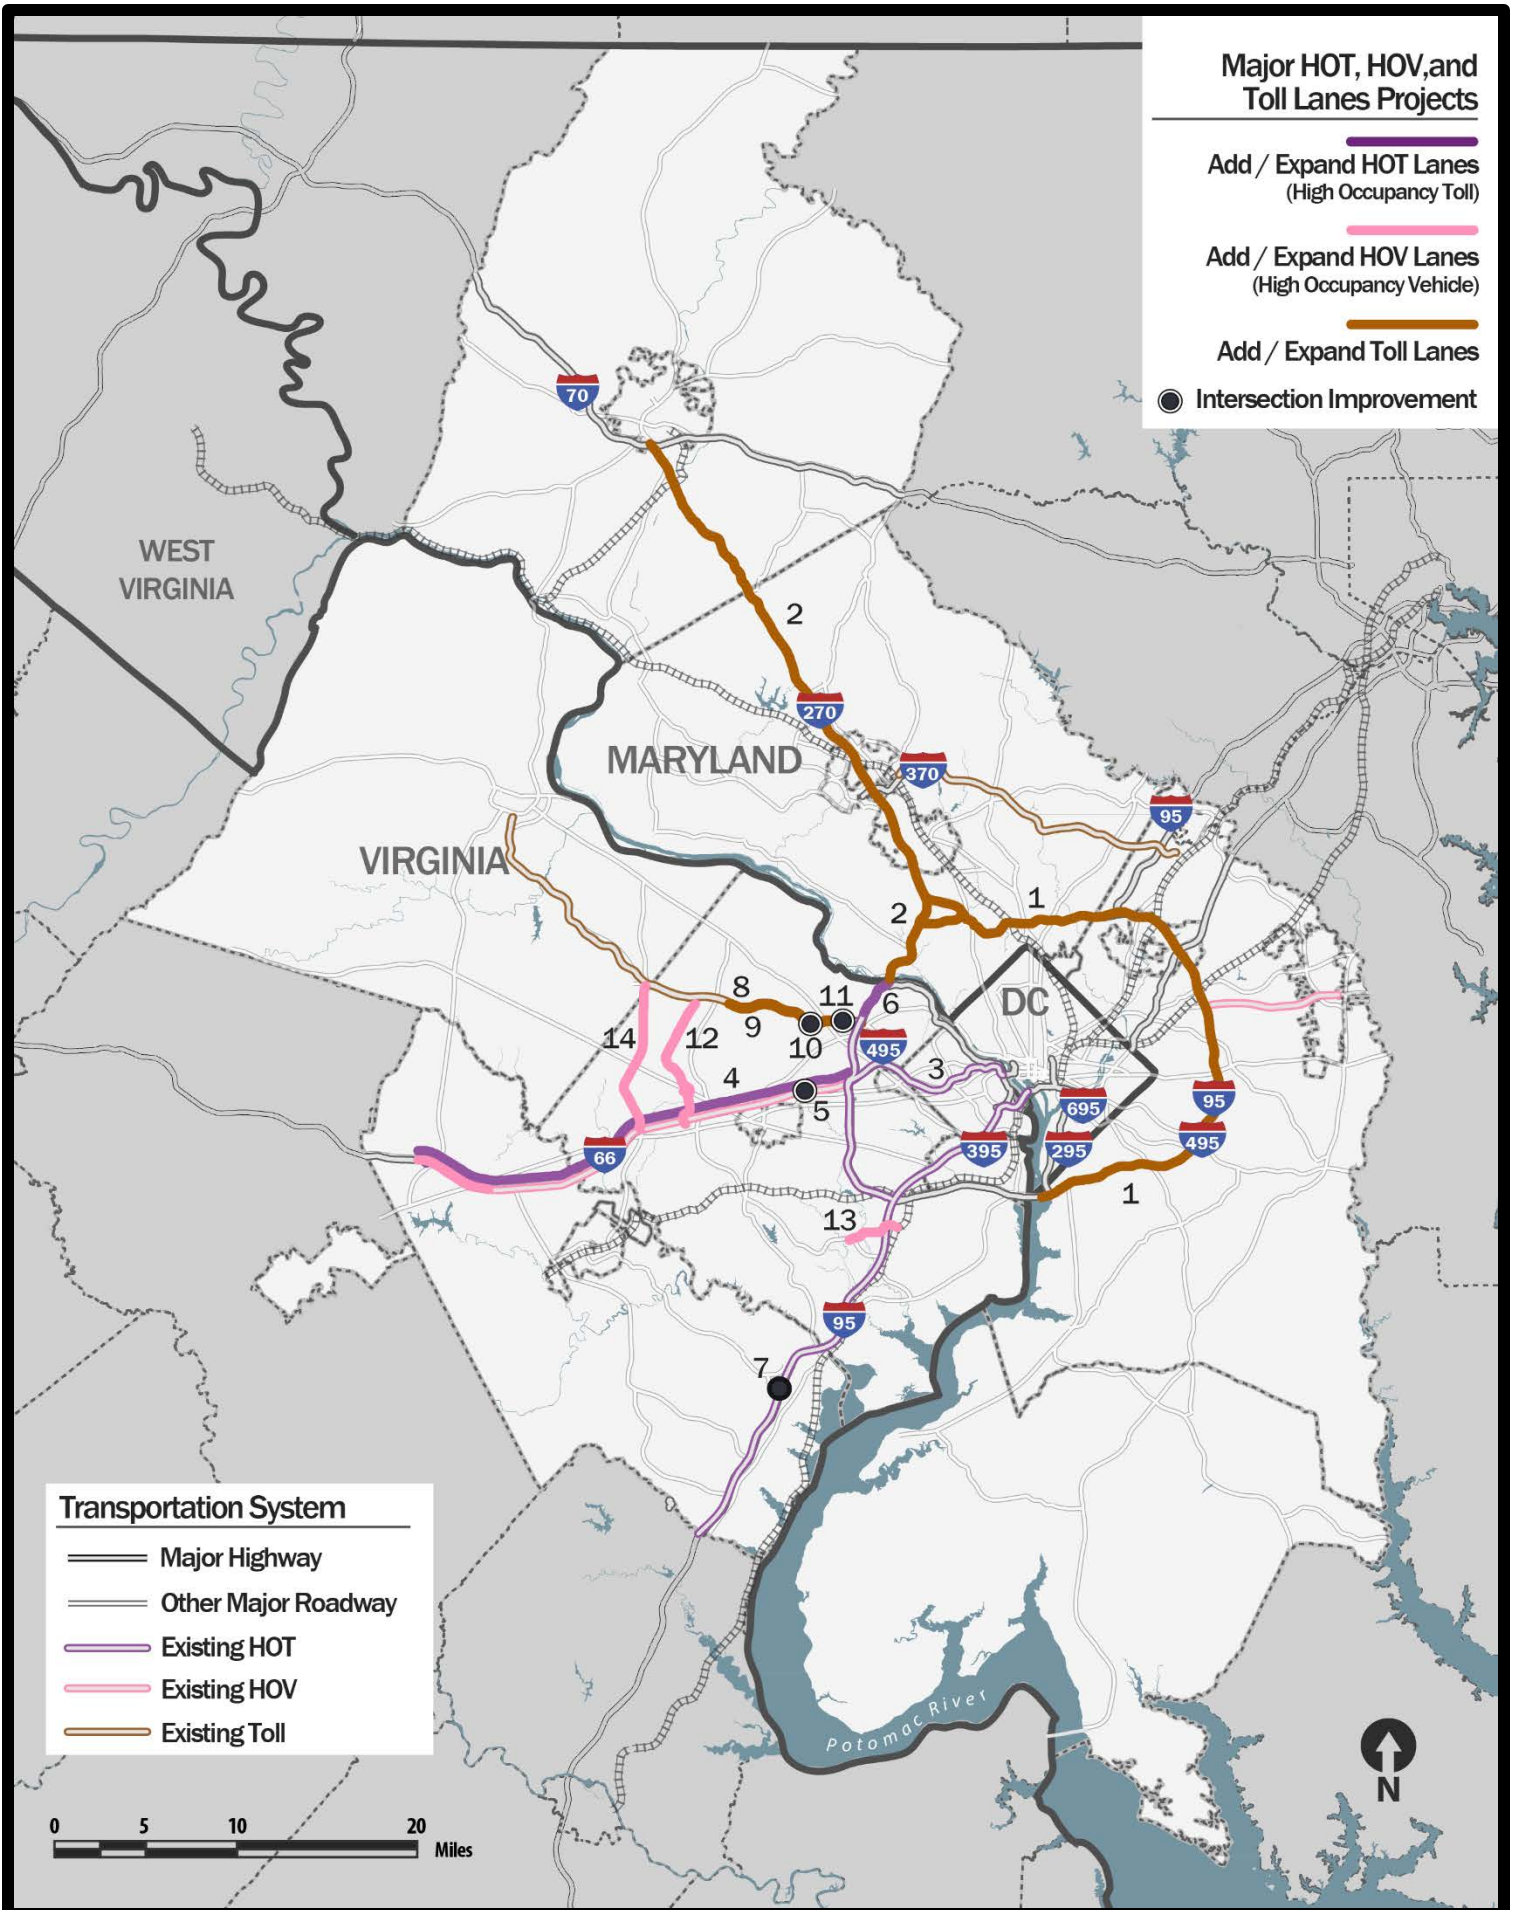 Major HOT, HOV,and
Toll Lanes Projects
Add / Expand HOT Lanes
(High Occupancy Toll)
Add / Expand HOV Lanes
(High Occupancy Vehicle)
Add / Expand Toll Lanes
Intersection Improvement
70
WEST
VIRGINIA
2
270
MARYLAND
370
95
VIRGINIA
1
2
8
11
6
DC
9
10
14
12
495
3
4
5
695
95
66
395
295
495
1
13
95
7
Transportation System
Major Highway
Other Major Roadway
Existing HOT
Existing HOV
Existing Toll
Potomac River
N
0 5 10 20
Miles